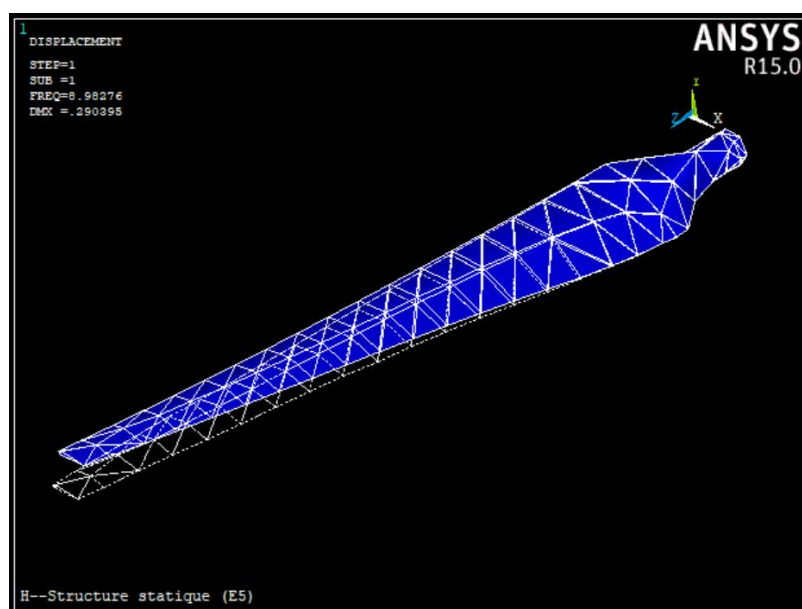 1
DISPLACEMENT
STEP=1
SUB =1
FREQ=8.98276
DMX =.290395
ANSYS
R15.0
Y
Z
X
H--Structure statique (E5)